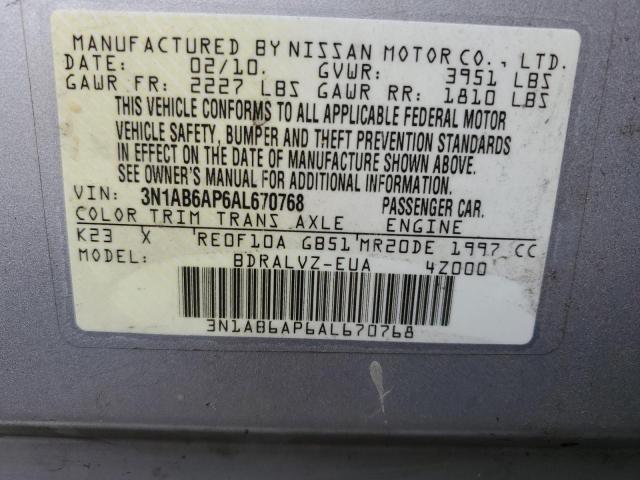 MANUFACTURED BY NISSAN MOTOR CO., LTD.
DATE: 02/10. GVWR: 3951 LBS
GAWR FR: 2227 LBS GAWR RR: 1810 LBS
THIS VEHICLE CONFORMS TO ALL APPLICABLE FEDERAL MOTOR
VEHICLE SAFETY, BUMPER AND THEFT PREVENTION STANDARDS
IN EFFECT ON THE DATE OF MANUFACTURE SHOWN ABOVE.
SEE OWNER'S MANUAL FOR ADDITIONAL INFORMATION.
VIN: 3N1AB6AP6AL670768 PASSENGER CAR.
COLOR TRIM TRANS AXLE ENGINE
K23 X RE0F10A GB51 MR20DE 1997 CC
MODEL: BDRALVZ-EUA 4Z000
3N1AB6AP6AL670768